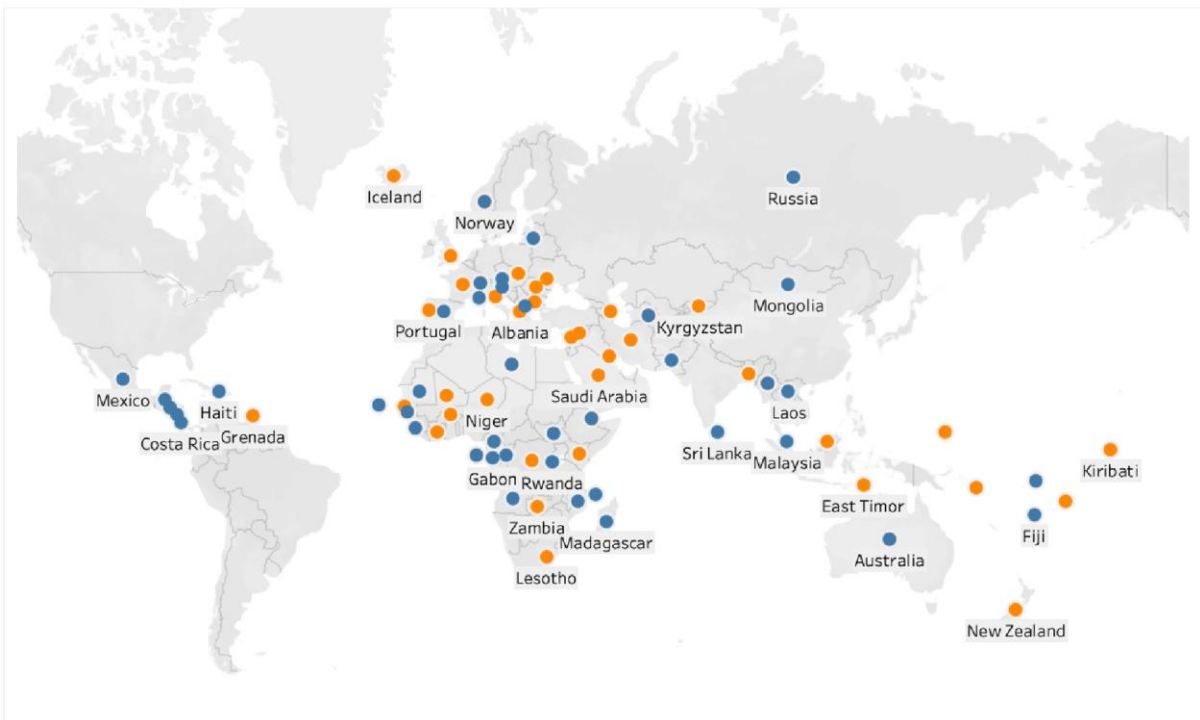 Iceland
Norway
Russia
Mongolia
Portugal
Albania
Kyrgyzstan
Mexico
Haiti
Niger
Saudi Arabia
Laos
Costa Rica
Grenada
Sri Lanka
Malaysia
Kiribati
Gabon
Rwanda
East Timor
Zambia
Madagascar
Fiji
Australia
Lesotho
New Zealand